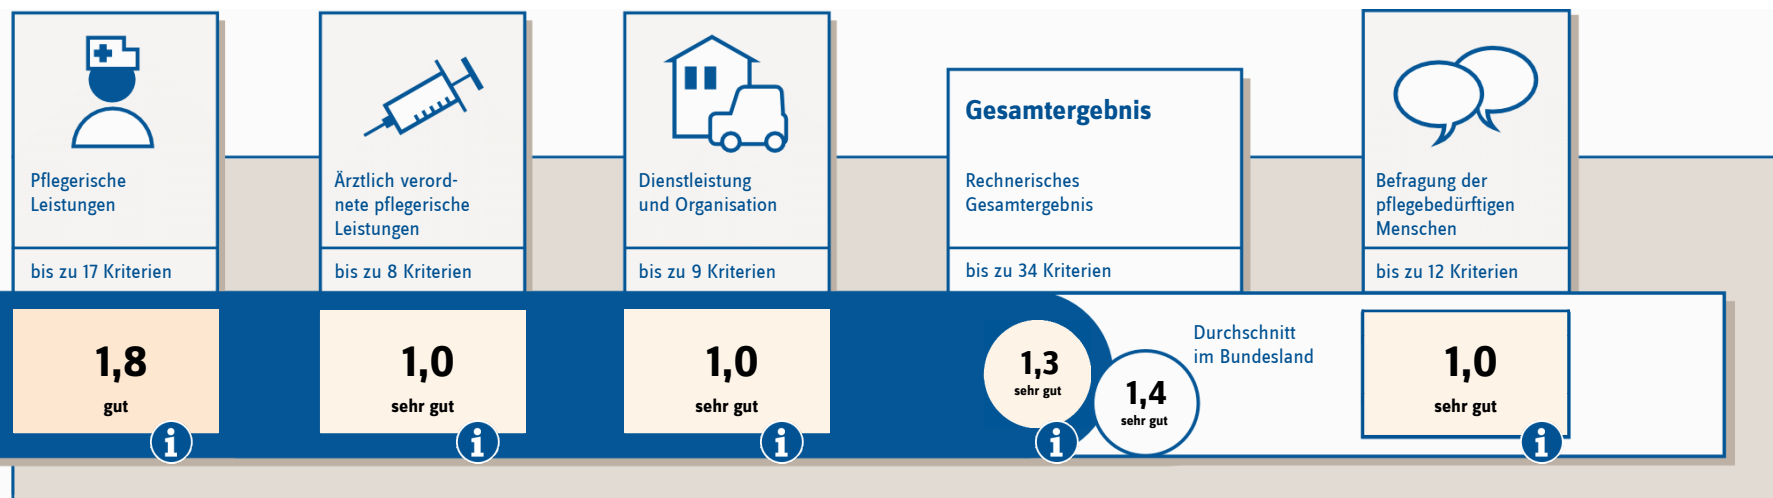 Pflegerische
Leistungen
bis zu 17 Kriterien
1,8
gut
Ärztlich verord-
nete pflegerische
Leistungen
bis zu 8 Kriterien
1,0
sehr gut
Dienstleistung
und Organisation
bis zu 9 Kriterien
1,0
sehr gut
Gesamtergebnis
Rechnerisches
Gesamtergebnis
bis zu 34 Kriterien
1,3
sehr gut
1,4
sehr gut
Durchschnitt
im Bundesland
Befragung der
pflegebedürftigen
Menschen
bis zu 12 Kriterien
1,0
sehr gut